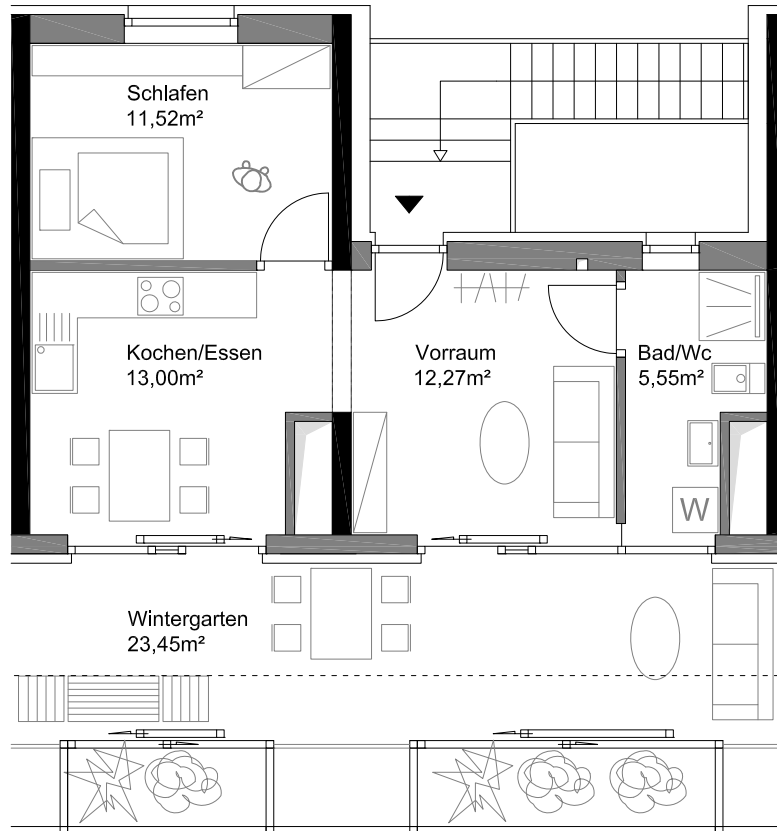 Schlafen
11,52m²
Kochen/Essen
13,00m²
Vorraum
12,27m²
Bad/Wc
5,55m²
W
Wintergarten
23,45m²